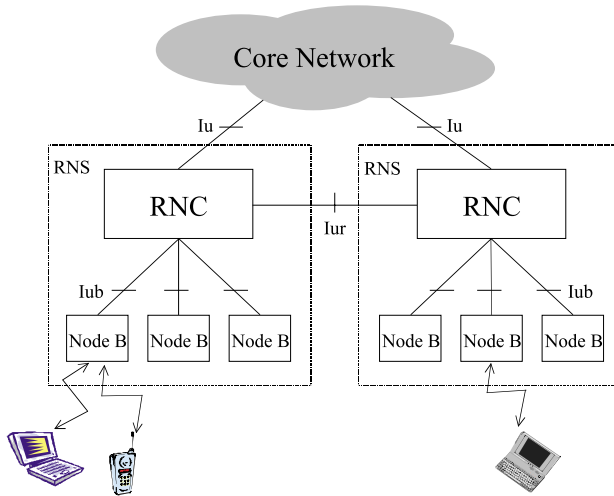 Core Network
Iu
Iu
RNS
RNS
RNC
RNC
Iur
Iub
Iub
Node B
Node B
Node B
Node B
Node B
Node B